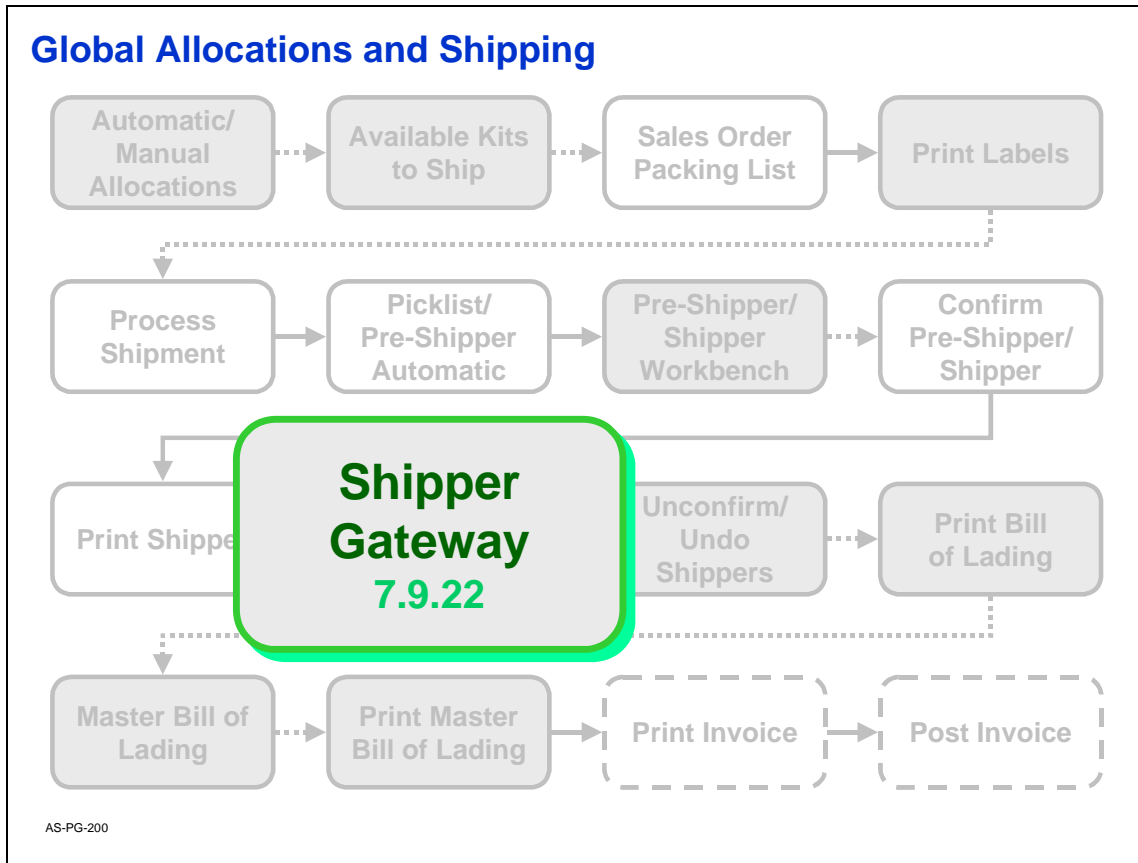 Global Allocations and Shipping
Automatic/
Manual
Allocations
Available Kits
to Ship
Sales Order
Packing List
Print Labels
Process
Shipment
Picklist/
Pre-Shipper
Automatic
Pre-Shipper/
Shipper
Workbench
Confirm
Pre-Shipper/
Shipper
Print Shippe
Shipper
Gateway
7.9.22
Unconfirm/
Undo
Shippers
Print Bill
of Lading
Master Bill of
Lading
Print Master
Bill of Lading
Print Invoice
Post Invoice
AS-PG-200